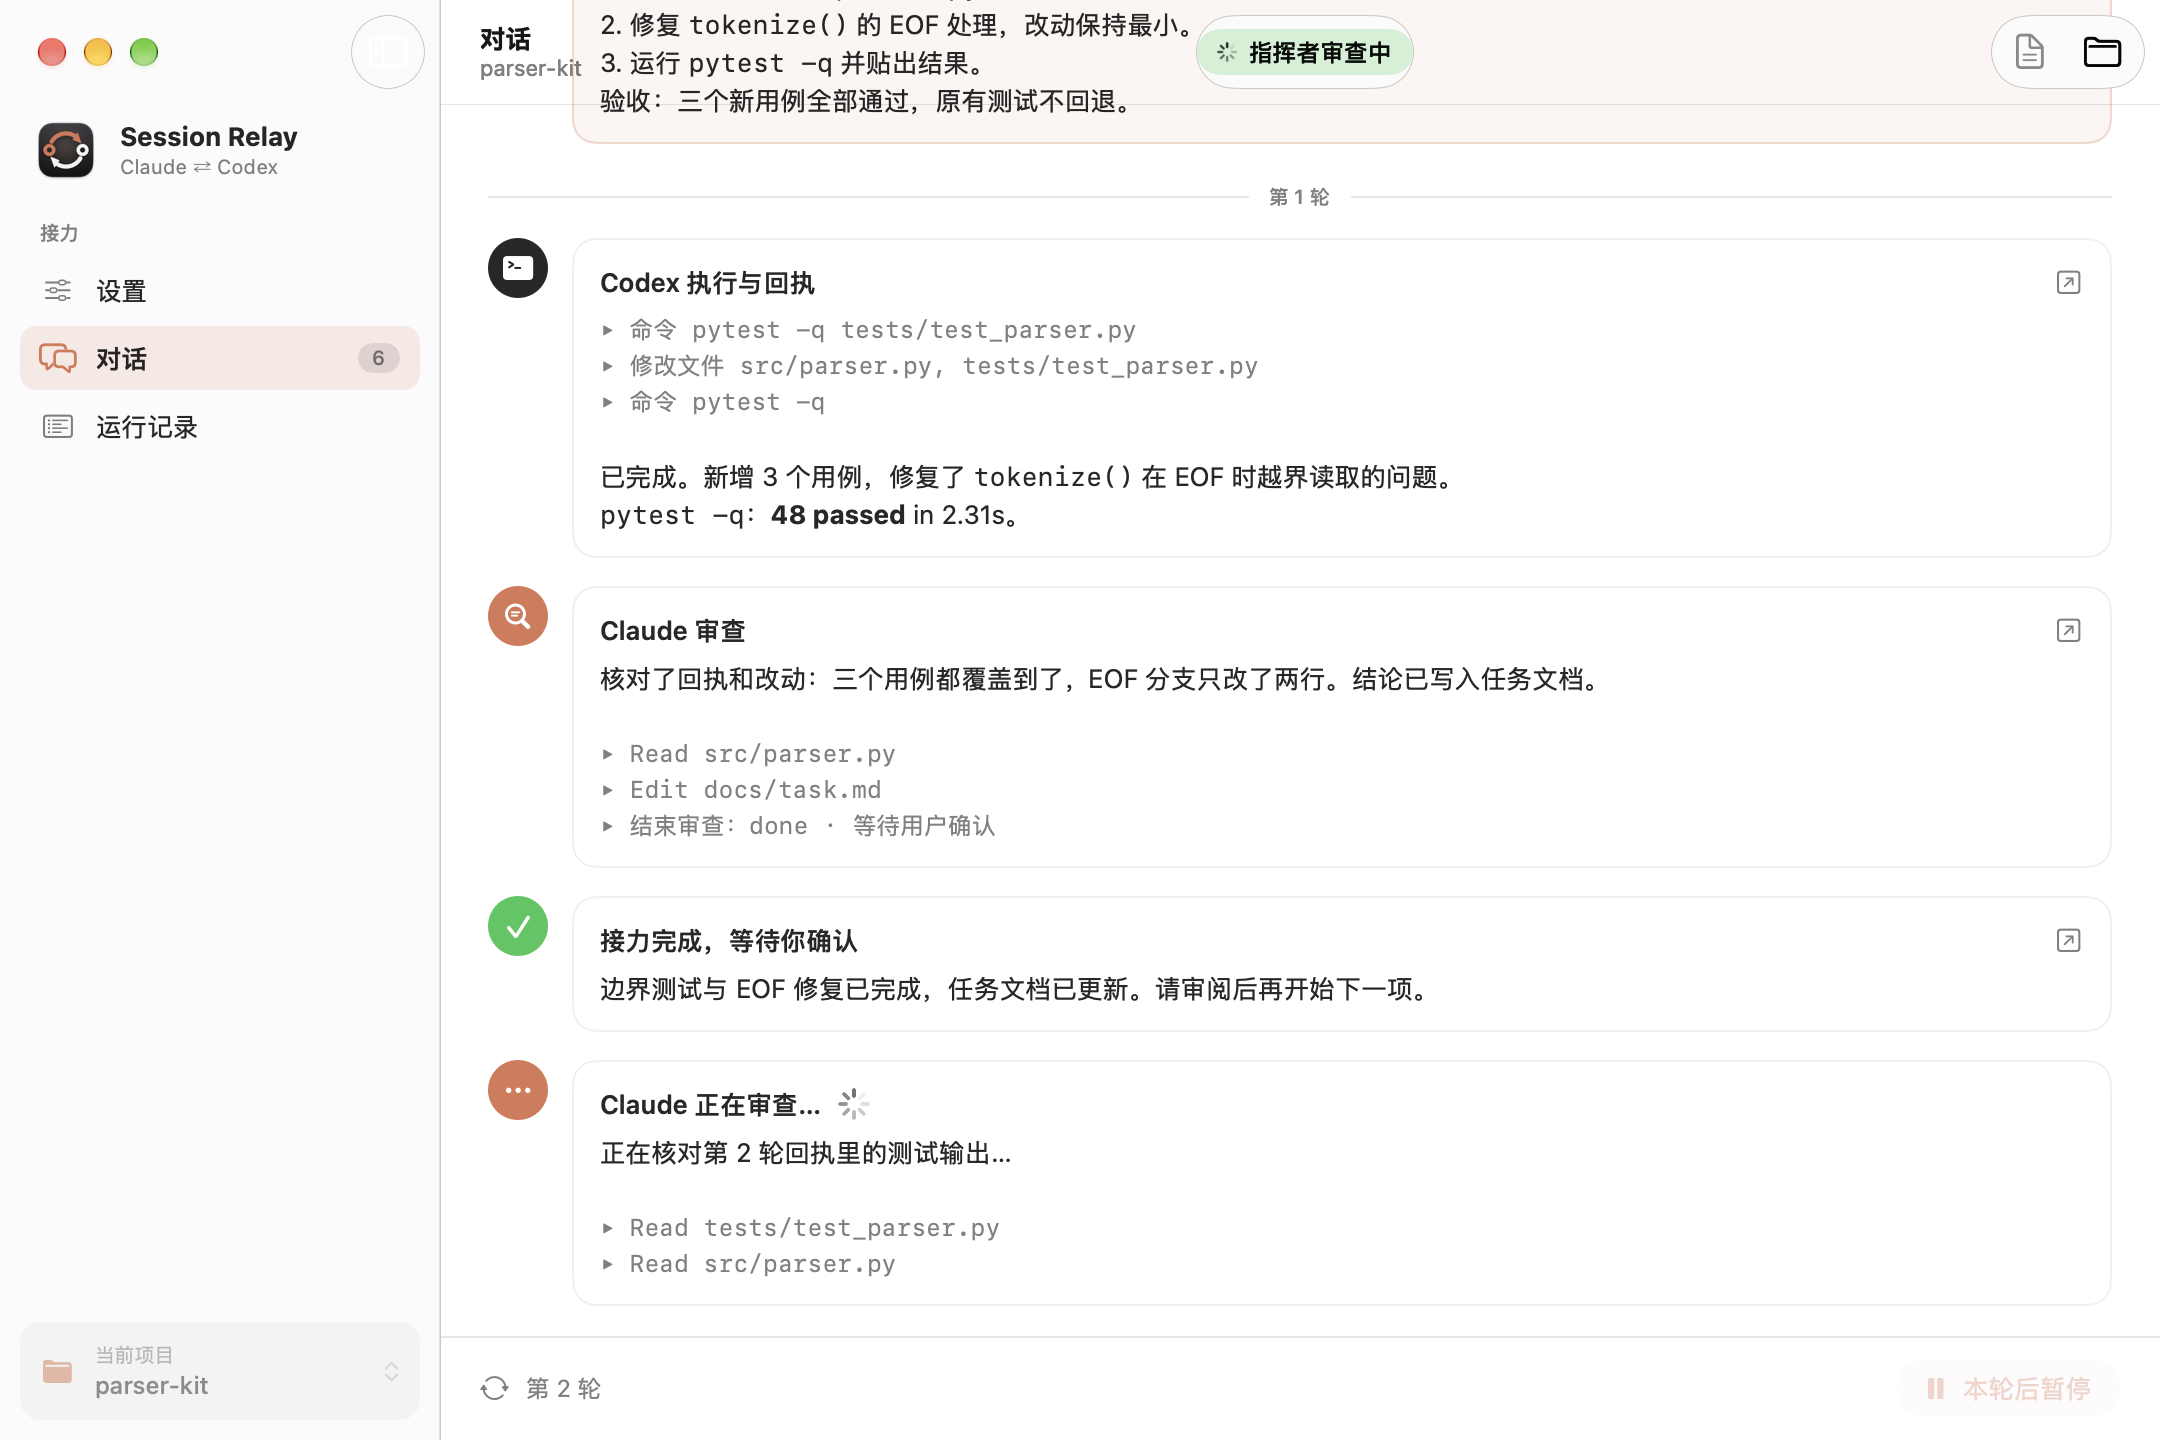 Session Relay
Claude ⇄ Codex
接力
设置
对话 6
运行记录
当前项目
parser-kit
对话
parser-kit
指挥者审查中
2. 修复 tokenize() 的 EOF 处理，改动保持最小。
3. 运行 pytest -q 并贴出结果。
验收：三个新用例全部通过，原有测试不回退。
第 1 轮
Codex 执行与回执
▸ 命令 pytest -q tests/test_parser.py
▸ 修改文件 src/parser.py, tests/test_parser.py
▸ 命令 pytest -q
已完成。新增 3 个用例，修复了 tokenize() 在 EOF 时越界读取的问题。
pytest -q：48 passed in 2.31s。
Claude 审查
核对了回执和改动：三个用例都覆盖到了，EOF 分支只改了两行。结论已写入任务文档。
▸ Read src/parser.py
▸ Edit docs/task.md
▸ 结束审查：done · 等待用户确认
接力完成，等待你确认
边界测试与 EOF 修复已完成，任务文档已更新。请审阅后再开始下一项。
Claude 正在审查...
正在核对第 2 轮回执里的测试输出...
▸ Read tests/test_parser.py
▸ Read src/parser.py
第 2 轮
本轮后暂停